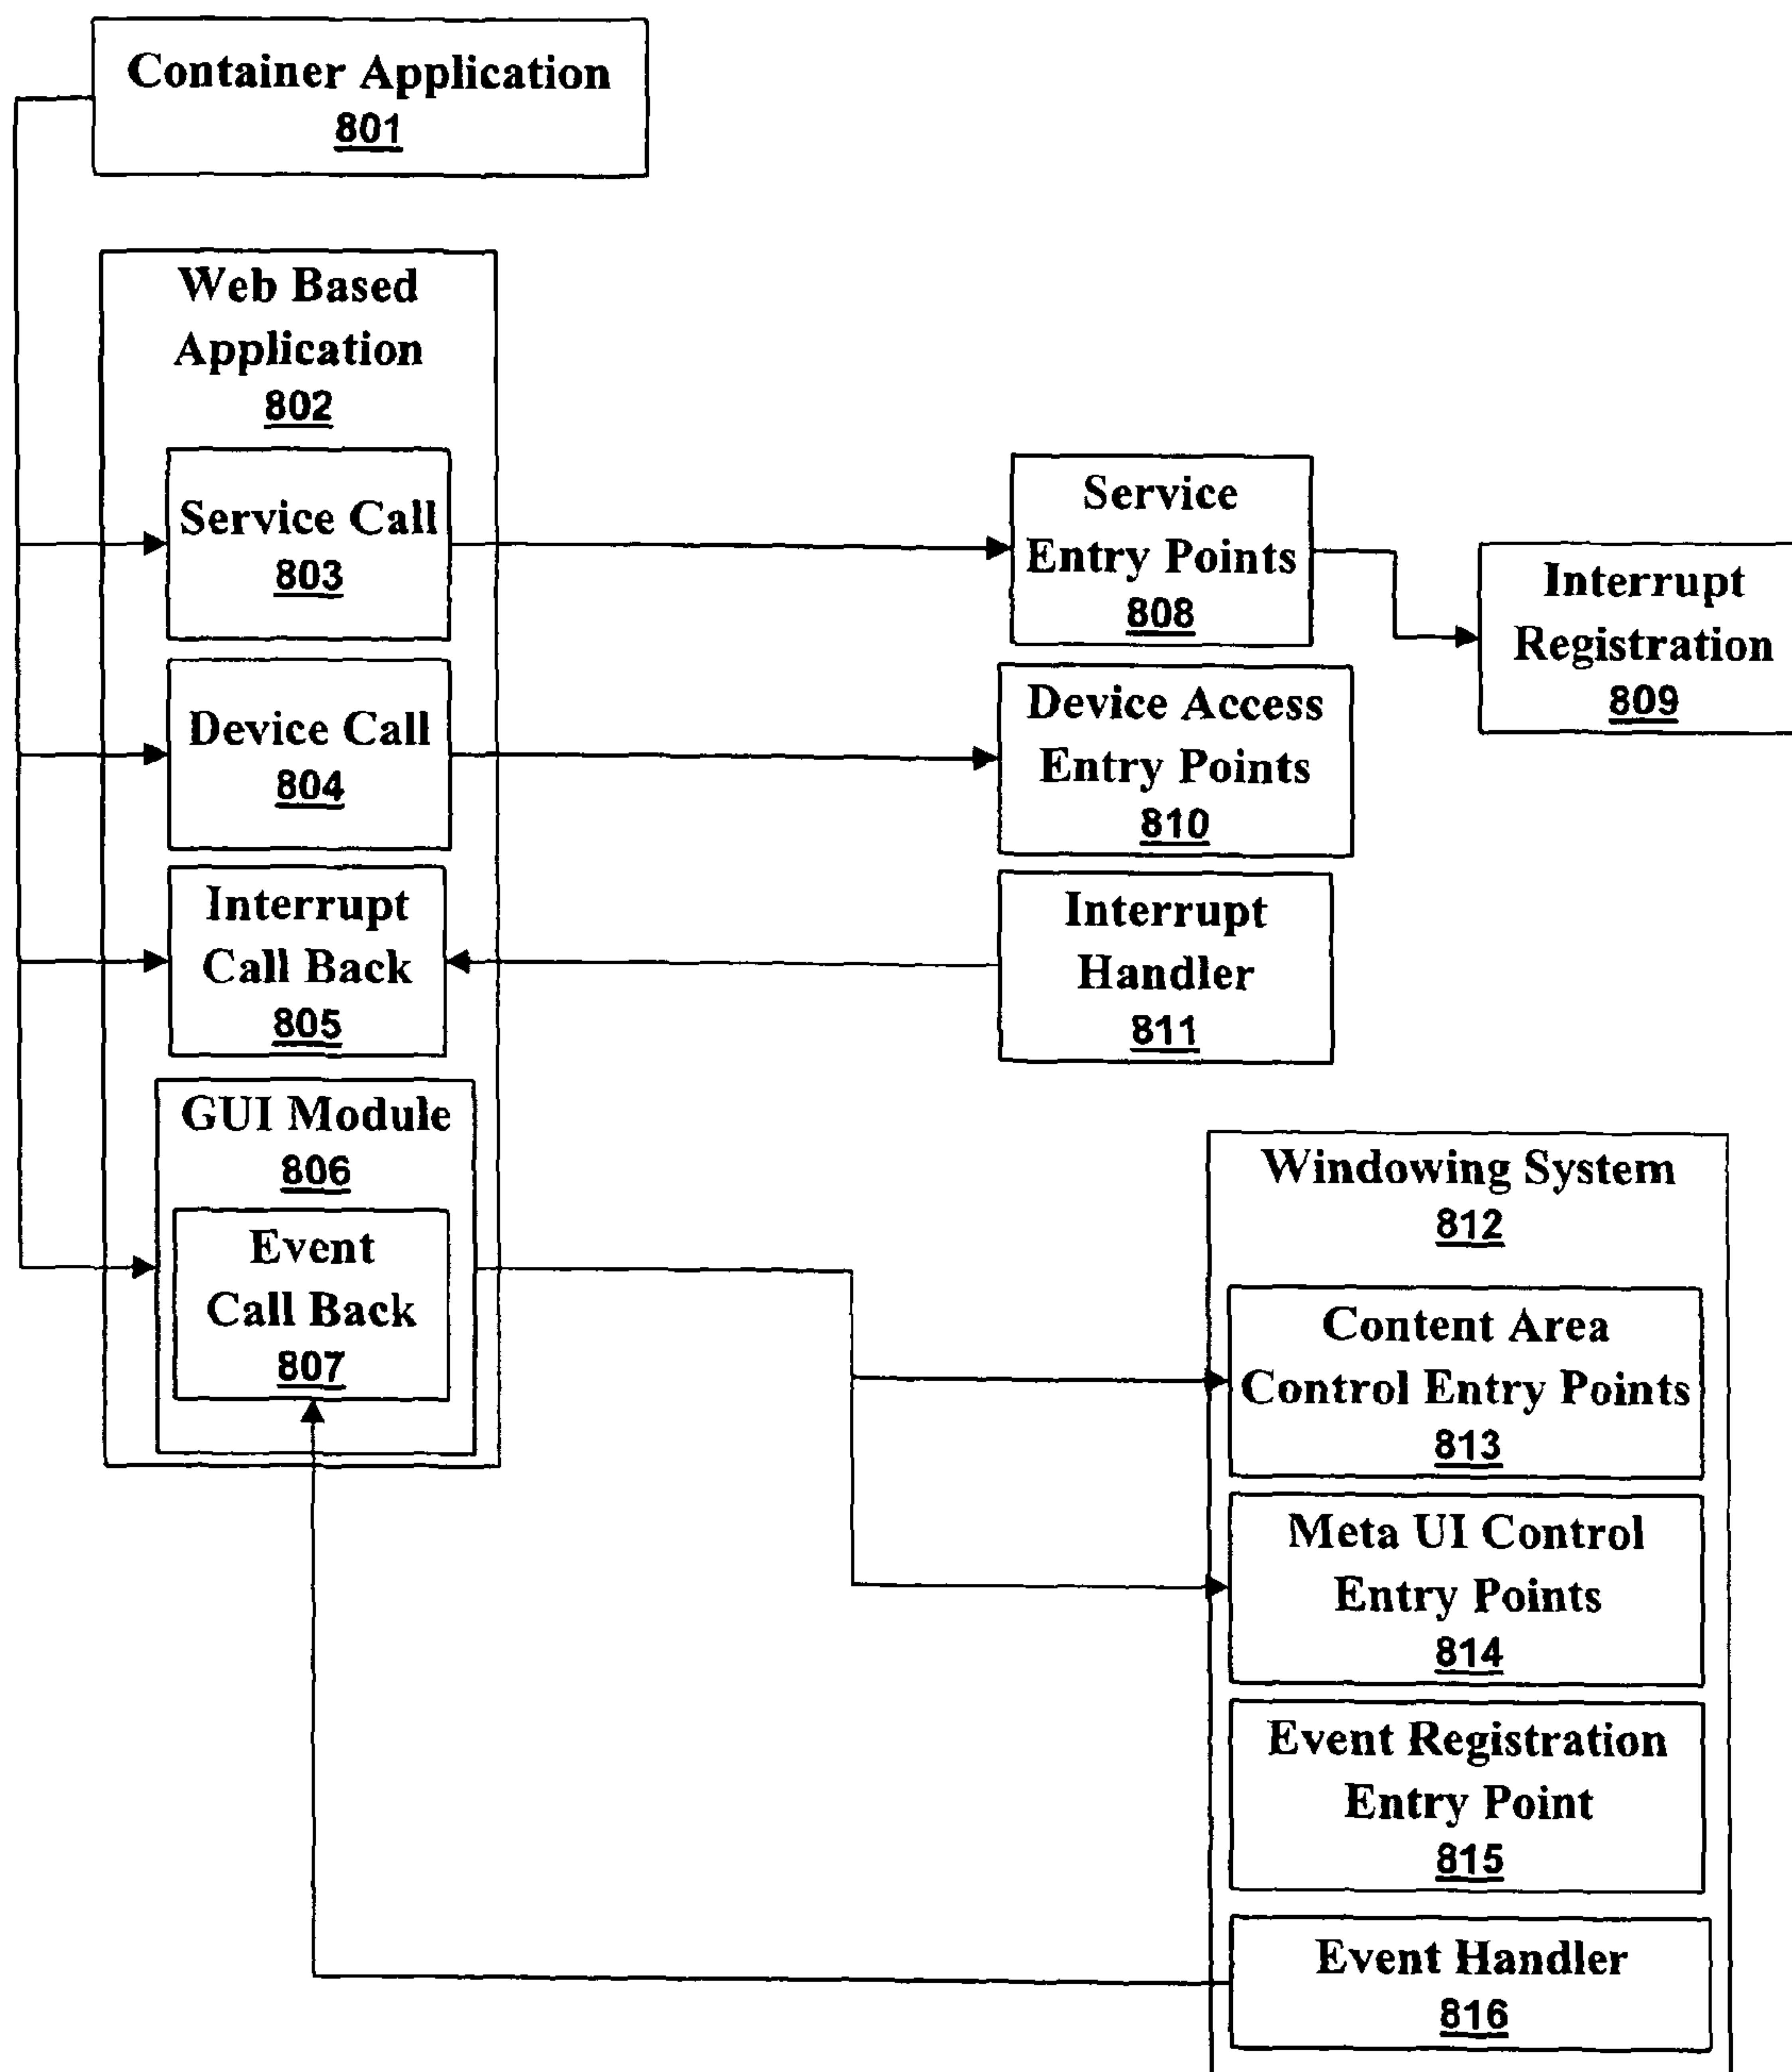 Container Application
801
Web Based
Application
802
Service Call
803
Device Call
804
Interrupt
Call Back
805
GUI Module
806
Event
Call Back
807
Service
Entry Points
808
Interrupt
Registration
809
Device Access
Entry Points
810
Interrupt
Handler
811
Windowing System
812
Content Area
Control Entry Points
813
Meta UI Control
Entry Points
814
Event Registration
Entry Point
815
Event Handler
816